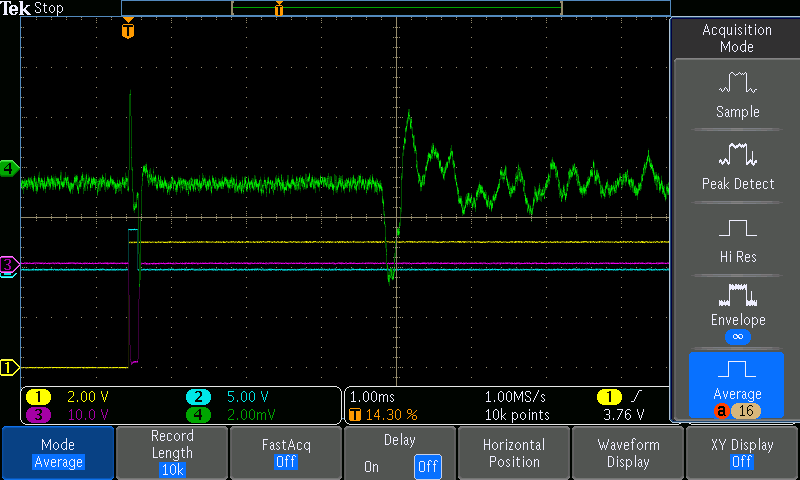 Tek Stop
T
T
Acquisition
Mode
Sample
Peak Detect
Hi Res
Envelope
∞
Average
a 16
4
3
1
1 2.00 V 2 5.00 V
3 10.0 V 4 2.00mV
1.00ms 1.00MS/s 1
T 14.30 % 10k points 3.76 V
Mode
Average
Record
Length
10k
FastAcq
Off
Delay
On Off
Horizontal
Position
Waveform
Display
XY Display
Off